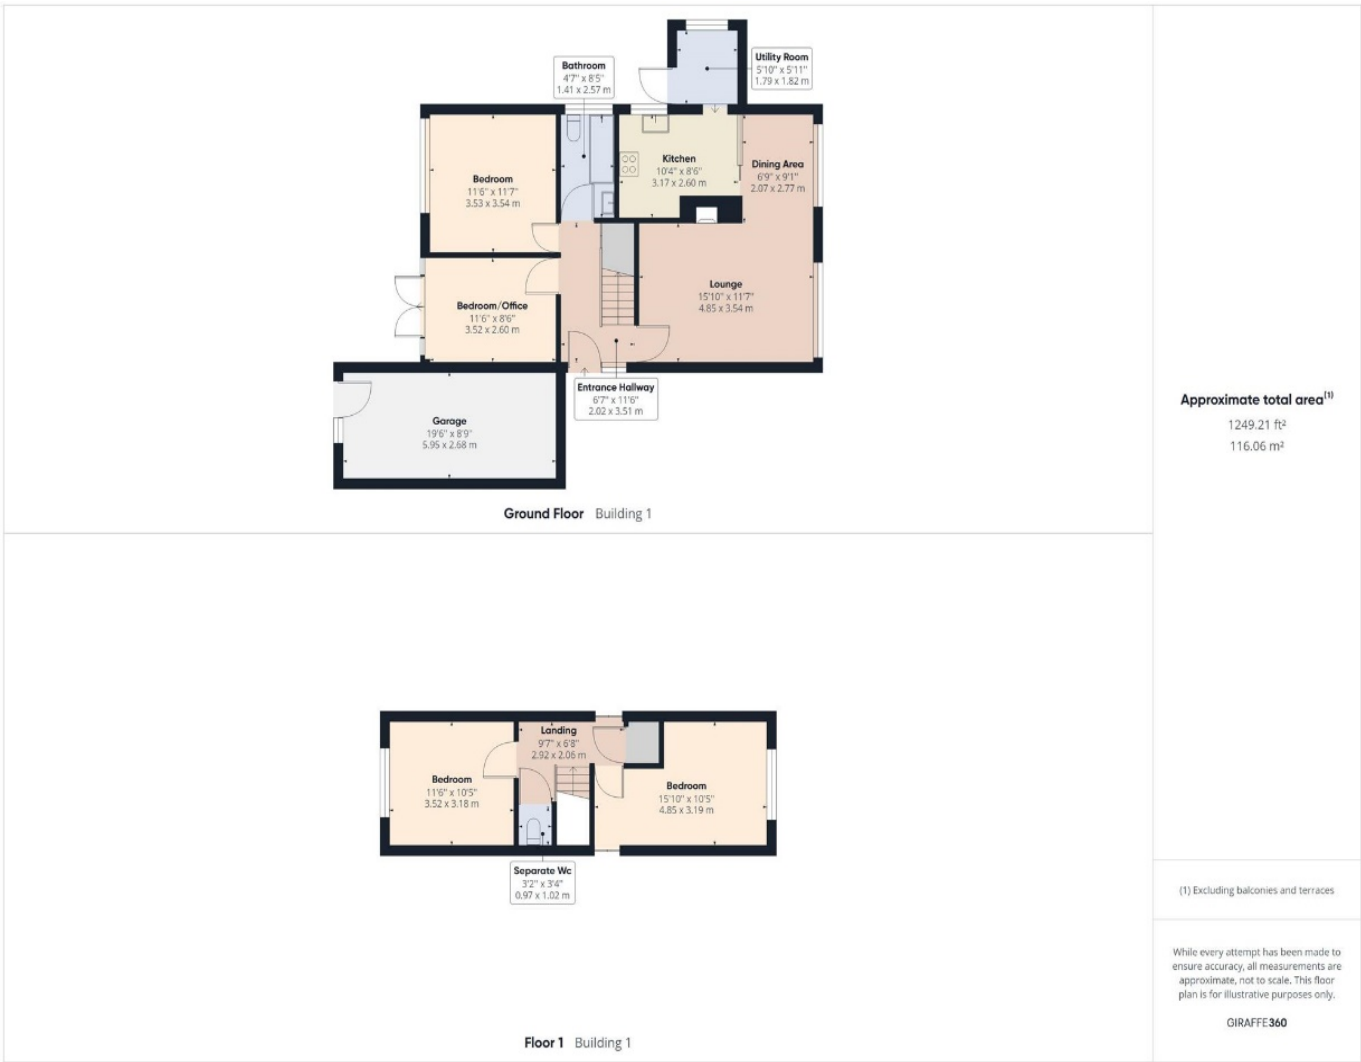 Utility Room
5'10" x 5'11"
1.79 x 1.82 m
Bathroom
4'7" x 8'5"
1.41 x 2.57 m
Kitchen
10'4" x 8'6"
3.17 x 2.60 m
Dining Area
6'9" x 9'1"
2.07 x 2.77 m
Bedroom
11'6" x 11'7"
3.53 x 3.54 m
Lounge
15'10" x 11'7"
4.85 x 3.54 m
Bedroom/Office
11'6" x 8'6"
3.52 x 2.60 m
Entrance Hallway
6'7" x 11'6"
2.02 x 3.51 m
Garage
19'6" x 8'9"
5.95 x 2.68 m
Ground Floor Building 1
Approximate total area(1)
1249.21 ft²
116.06 m²
Landing
9'7" x 6'8"
2.92 x 2.06 m
Bedroom
11'6" x 10'5"
3.52 x 3.18 m
Bedroom
15'10" x 10'5"
4.85 x 3.19 m
Separate Wc
3'2" x 3'4"
0.97 x 1.02 m
Floor 1 Building 1
(1) Excluding balconies and terraces
While every attempt has been made to
ensure accuracy, all measurements are
approximate, not to scale. This floor
plan is for illustrative purposes only.
GIRAFFE360